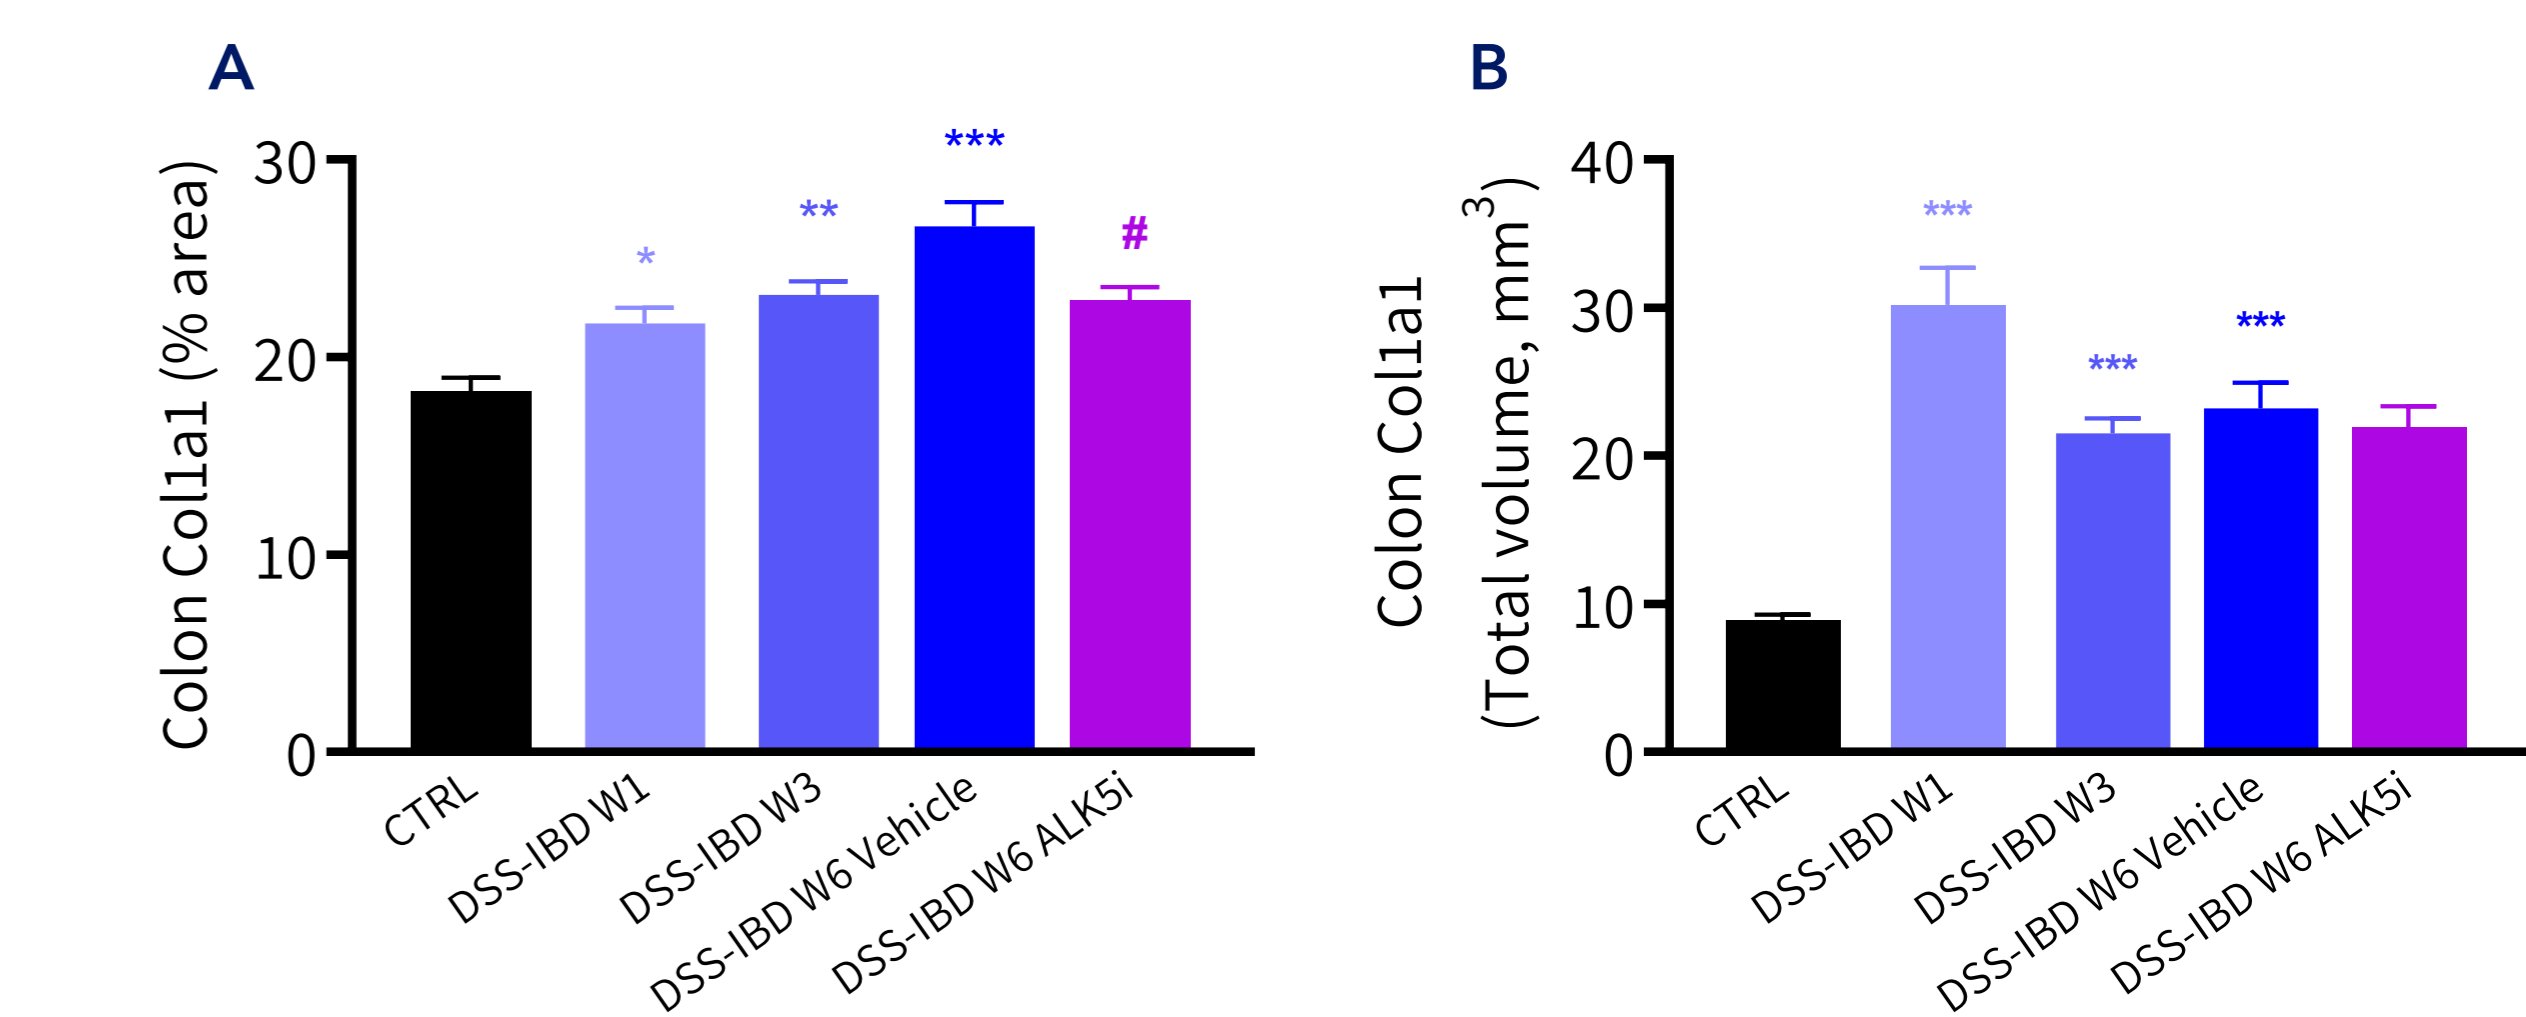 A
Colon Col1a1 (% area)
30
20
10
0
*
**
***
#
CTRL
DSS-IBD W1
DSS-IBD W3
DSS-IBD W6 Vehicle
DSS-IBD W6 ALK5i
B
Colon Col1a1
(Total volume, mm³)
40
30
20
10
0
***
***
***
CTRL
DSS-IBD W1
DSS-IBD W3
DSS-IBD W6 Vehicle
DSS-IBD W6 ALK5i